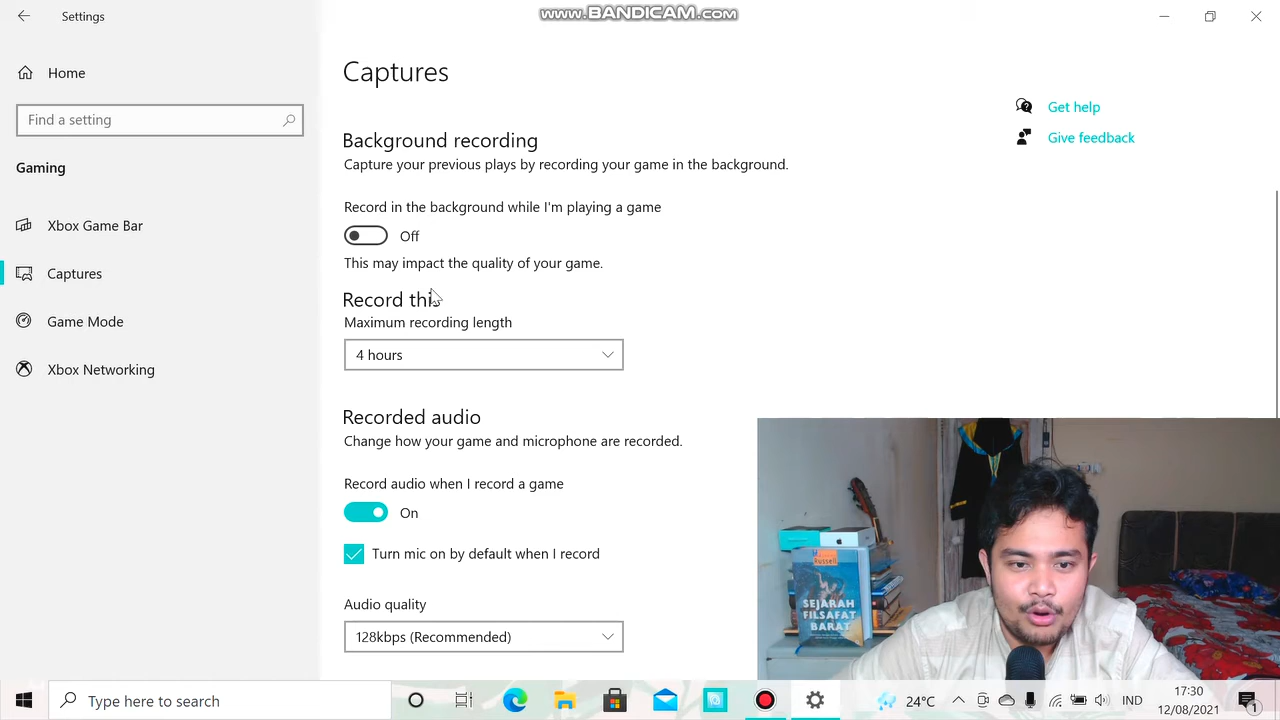 Settings
www.BANDICAM.com
Home
Find a setting
Gaming
Xbox Game Bar
Captures
Game Mode
Xbox Networking
Captures
Background recording
Capture your previous plays by recording your game in the background.
Record in the background while I'm playing a game
Off
This may impact the quality of your game.
Record this
Maximum recording length
4 hours
Recorded audio
Change how your game and microphone are recorded.
Record audio when I record a game
On
Turn mic on by default when I record
Audio quality
128kbps (Recommended)
Get help
Give feedback
Russell
SEJARAH
FILSAFAT
BARAT
Type here to search
24°C
IND
17:30
12/08/2021
1